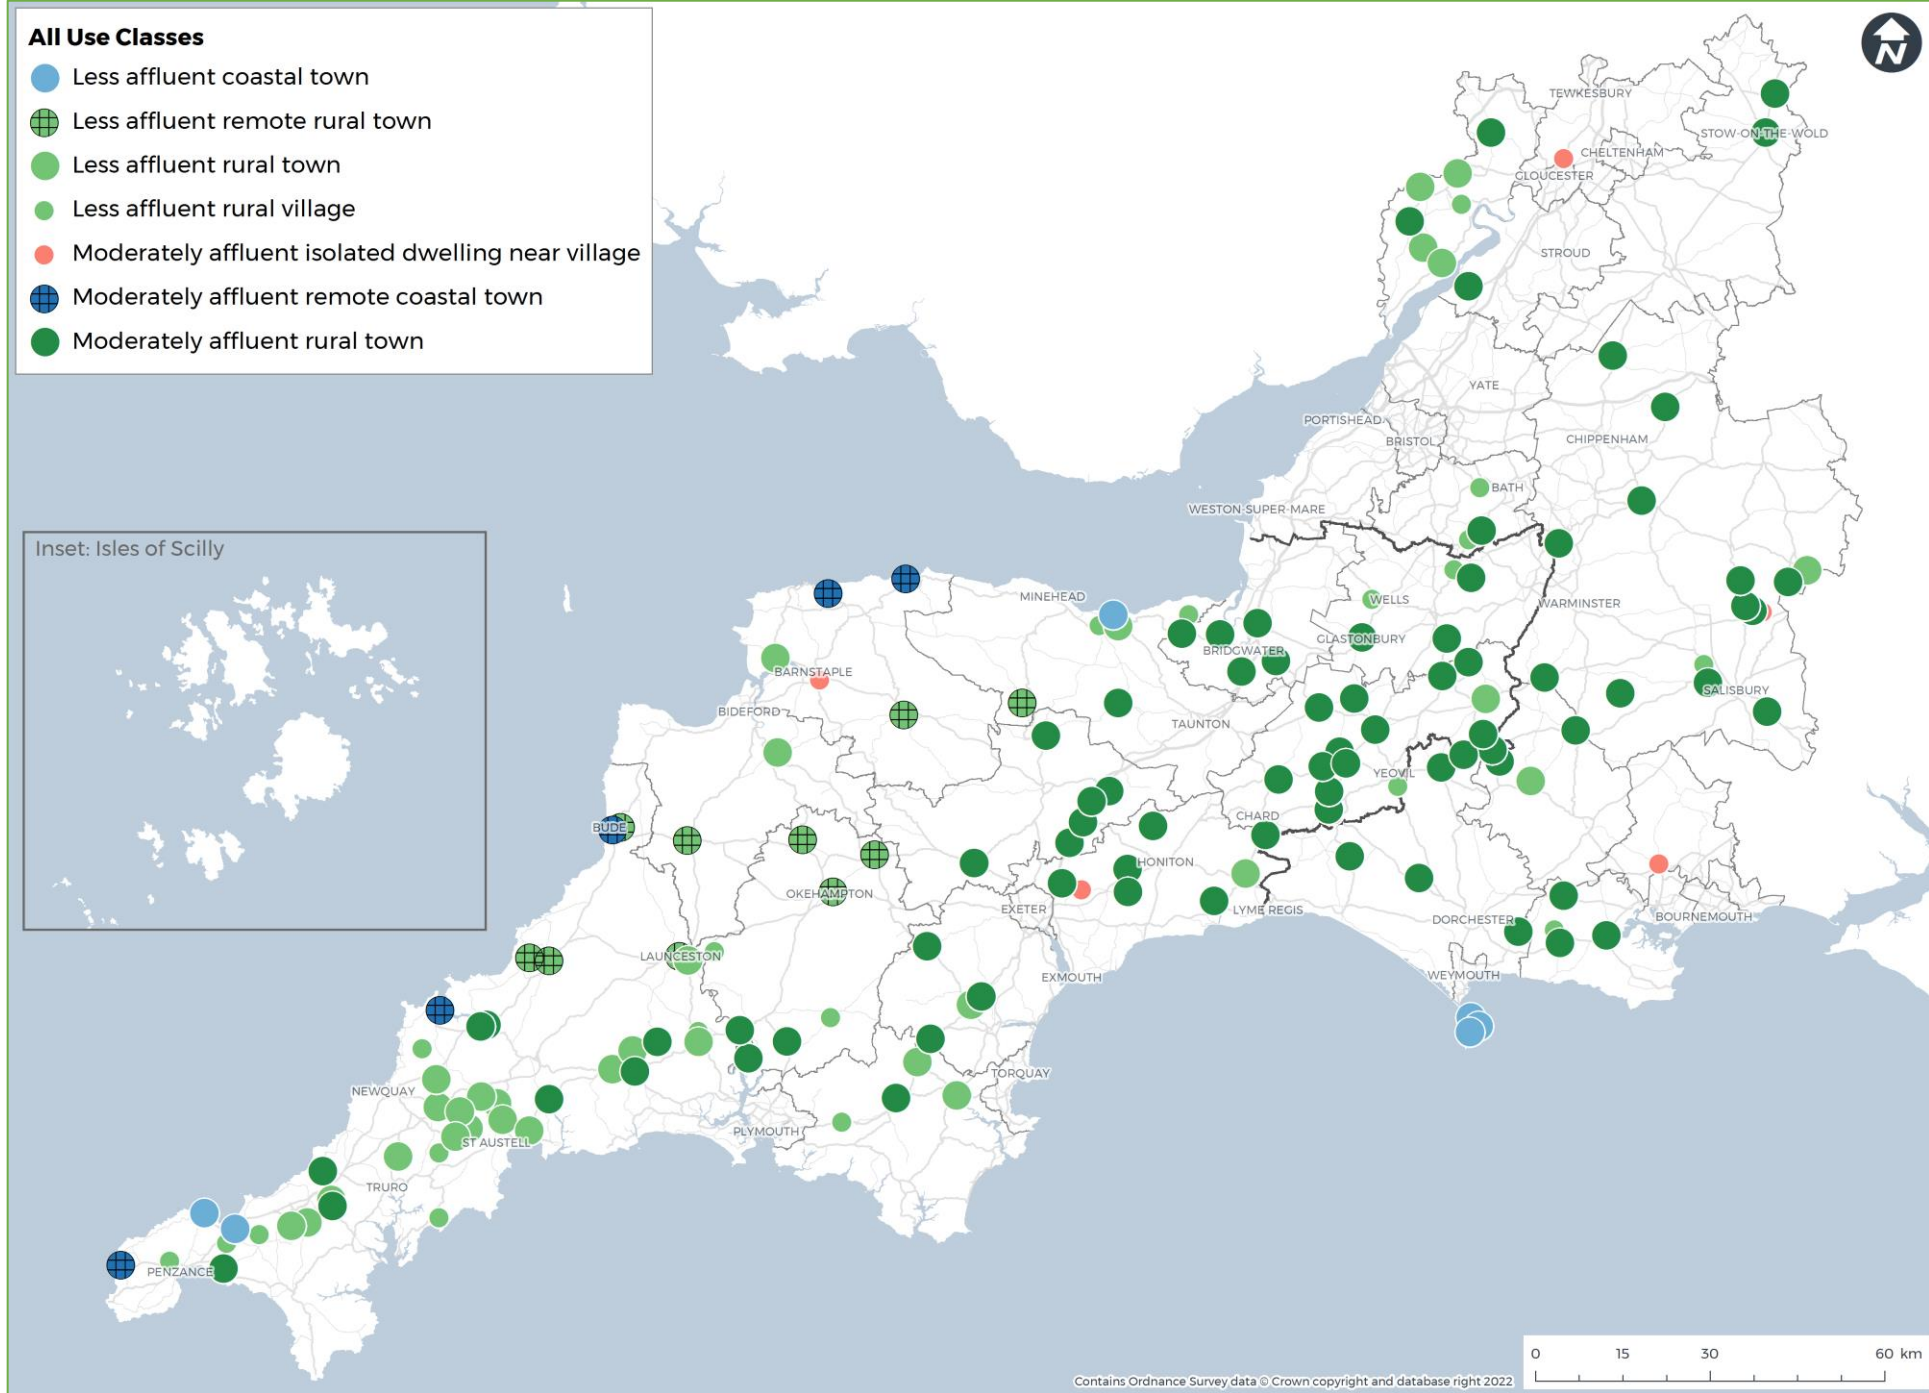 All Use Classes
Less affluent coastal town
Less affluent remote rural town
Less affluent rural town
Less affluent rural village
Moderately affluent isolated dwelling near village
Moderately affluent remote coastal town
Moderately affluent rural town
N
TEWKESBURY
STOW-ON-THE-WOLD
CHELTENHAM
GLOUCESTER
STROUD
YATE
PORTISHEAD
BRISTOL
CHIPPENHAM
BATH
WESTON-SUPER-MARE
Inset: Isles of Scilly
MINEHEAD
WELLS
WARMINSTER
GLASTONBURY
BRIDGWATER
BARNSTAPLE
SALISBURY
BIDEFORD
TAUNTON
YEOVIL
CHARD
BUDE
HONITON
OKEHAMPTON
EXETER
LYME REGIS
DORCHESTER
BOURNEMOUTH
LAUNCESTON
EXMOUTH
WEYMOUTH
TORQUAY
NEWQUAY
PLYMOUTH
ST AUSTELL
TRURO
PENZANCE
0 15 30 60 km
Contains Ordnance Survey data © Crown copyright and database right 2022